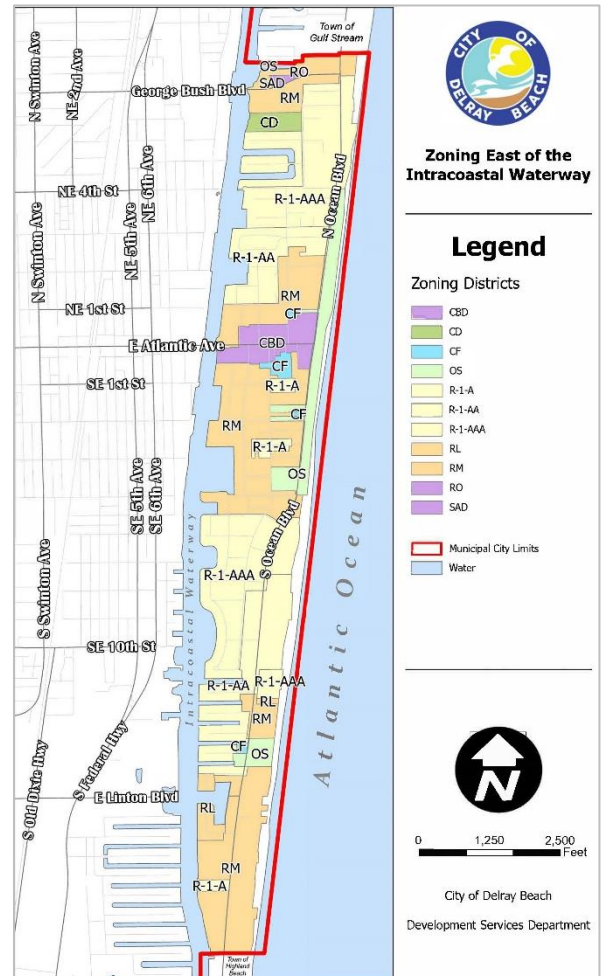 Town of
Gulf Stream
OS
RO
SAD
George Bush Blvd
RM
CD
N Swinton Ave
NE 2nd Ave
NE 6th Ave
NE 4th St
N Ocean Blvd
R-1-AAA
NE 5th Ave
N Swinton Ave
R-1-AA
RM
NE 1st St
CF
E Atlantic Ave
CBD
CF
SE 1st St
R-1-A
CF
RM
R-1-A
OS
SE 5th Ave
SE 6th Ave
S Ocean Blvd
Intracoastal Waterway
Atlantic Ocean
R-1-AAA
S Swinton Ave
S Swinton Ave
SE 10th St
R-1-AA
R-1-AAA
RL
RM
CF
OS
S Old Dixie Hwy
S Federal Hwy
E Linton Blvd
RL
RM
R-1-A
Town of
Highland
Beach
CITY OF
DELRAY BEACH
Zoning East of the
Intracoastal Waterway
Legend
Zoning Districts
CBD
CD
CF
OS
R-1-A
R-1-AA
R-1-AAA
RL
RM
RO
SAD
Municipal City Limits
Water
N
0 1,250 2,500
Feet
City of Delray Beach
Development Services Department